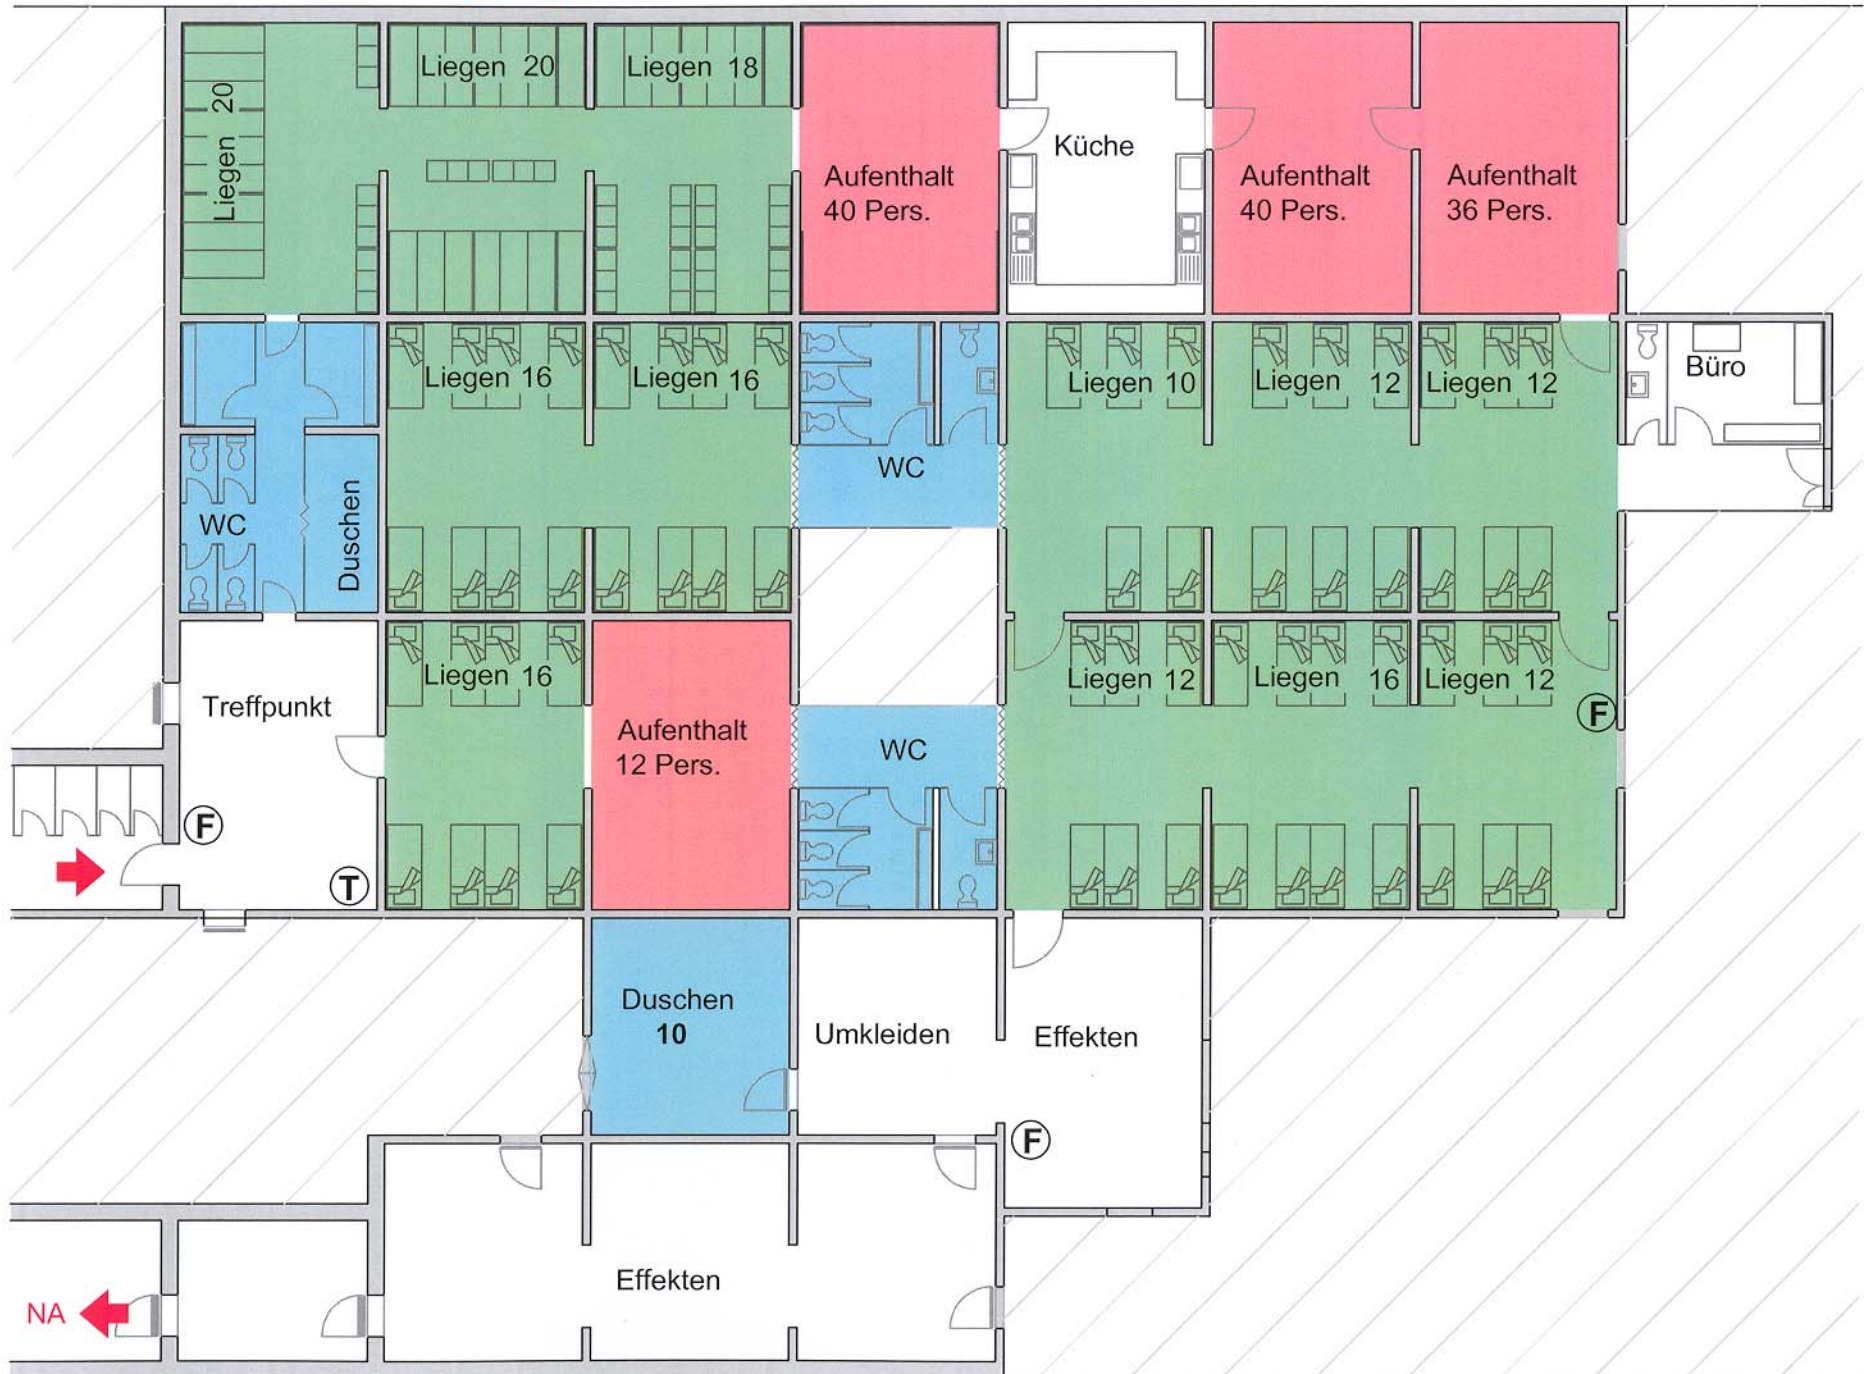 Liegen 20
Liegen 20
Liegen 18
Aufenthalt
40 Pers.
Küche
Aufenthalt
40 Pers.
Aufenthalt
36 Pers.
Liegen 16
Liegen 16
WC
Liegen 10
Liegen 12
Liegen 12
Büro
WC
Duschen
Treffpunkt
F
T
Liegen 16
Aufenthalt
12 Pers.
WC
Liegen 12
Liegen 16
Liegen 12
F
Duschen
10
Umkleiden
Effekten
F
Effekten
NA